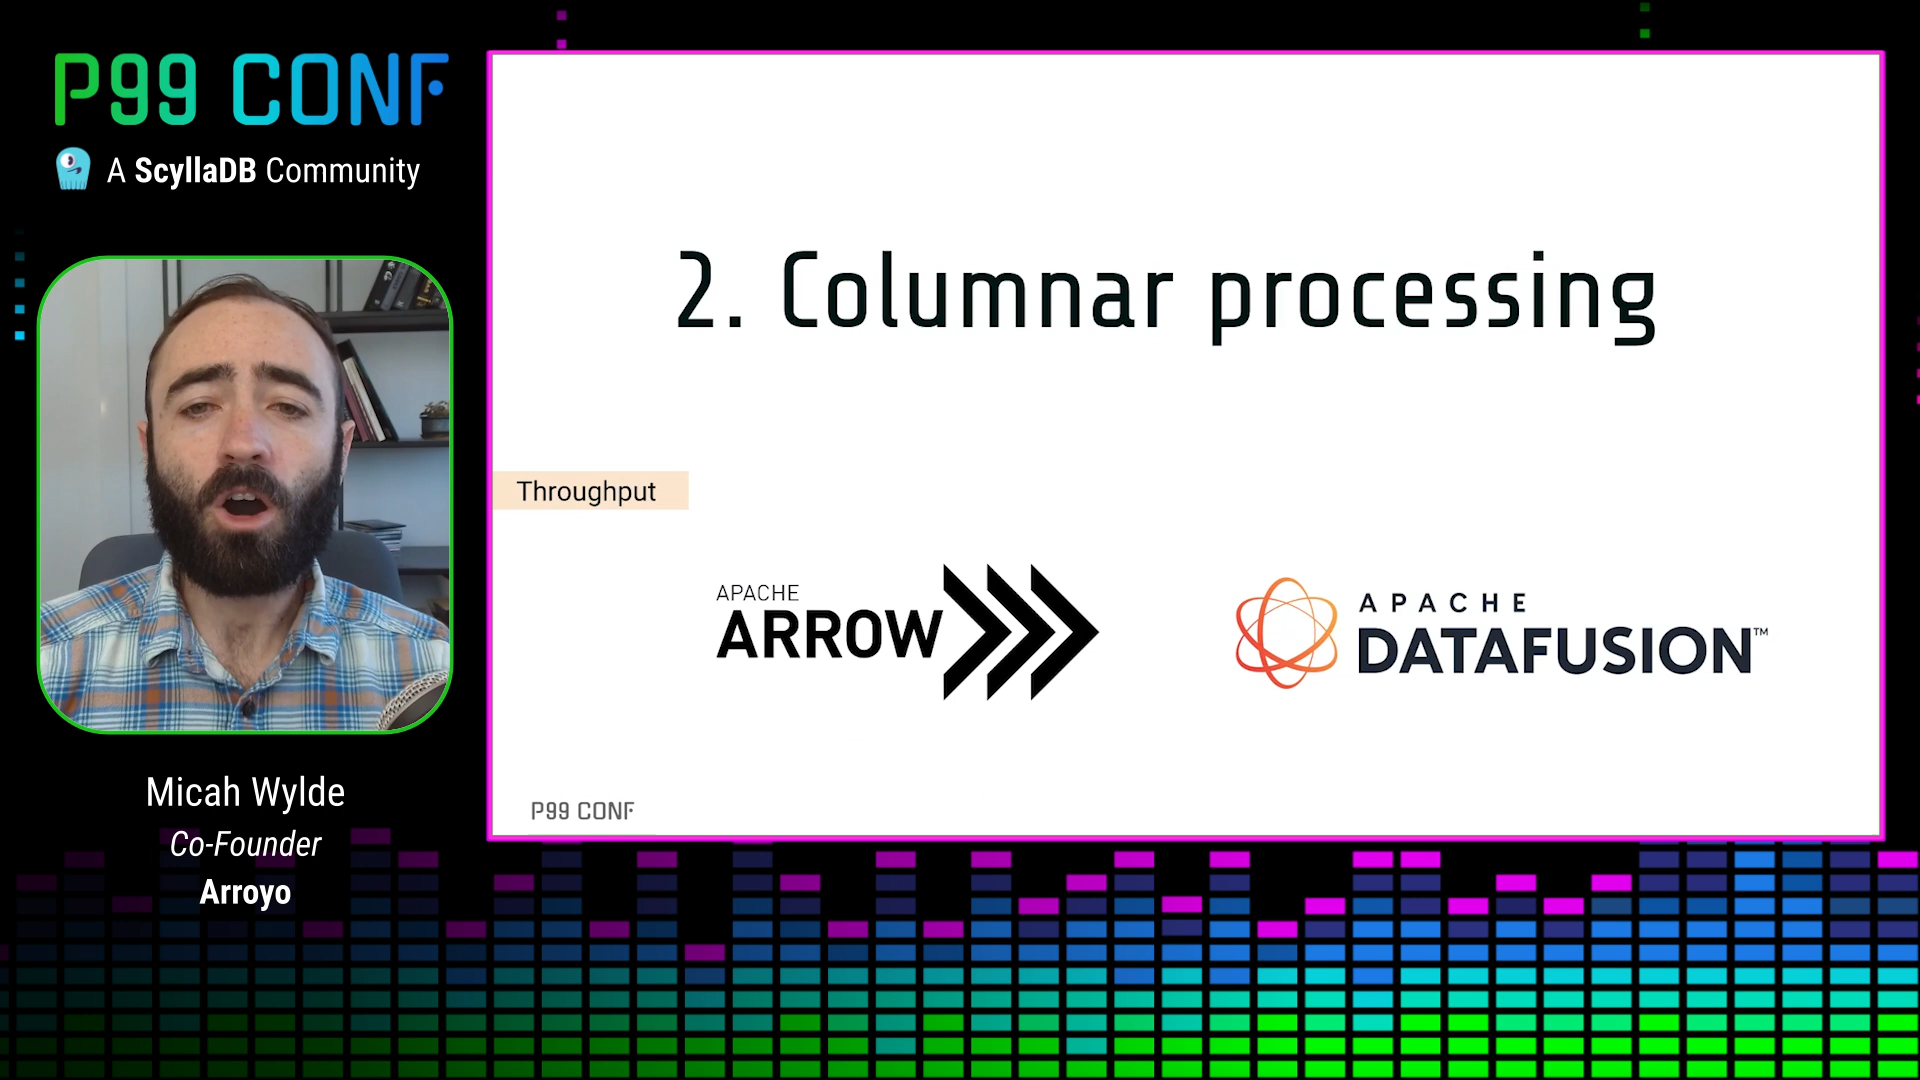 P99 CONF
A ScyllaDB Community
2. Columnar processing
Throughput
APACHE
ARROW
APACHE
DATAFUSION™
P99 CONF
Micah Wylde
Co-Founder
Arroyo